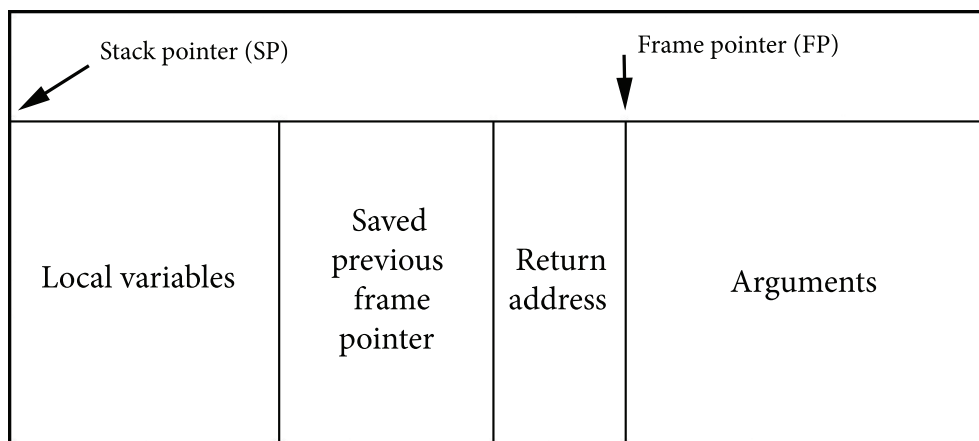 Stack pointer (SP)
Frame pointer (FP)
Local variables
Saved
previous
frame
pointer
Return
address
Arguments